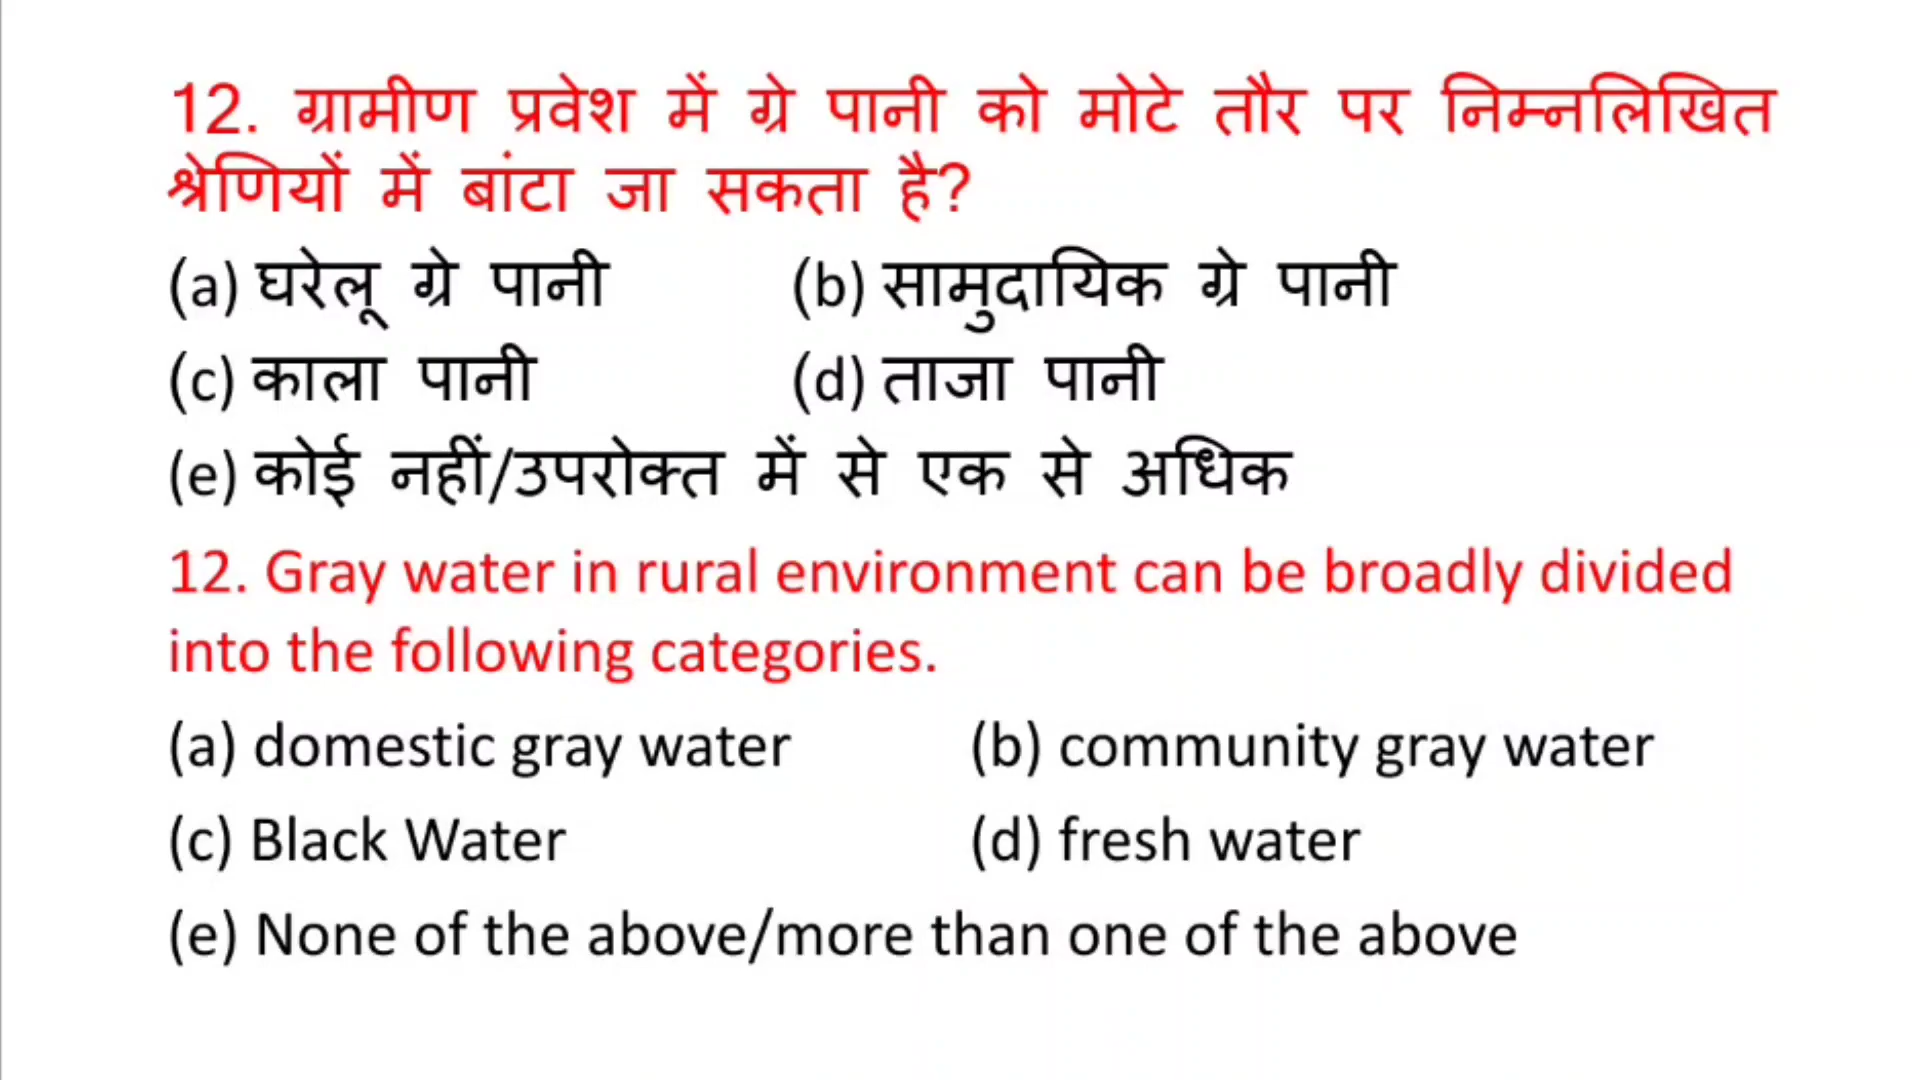 12. ग्रामीण प्रवेश में ग्रे पानी को मोटे तौर पर निम्नलिखित
श्रेणियों में बांटा जा सकता है?
(a) घरेलू ग्रे पानी (b) सामुदायिक ग्रे पानी
(c) काला पानी (d) ताजा पानी
(e) कोई नहीं/उपरोक्त में से एक से अधिक
12. Gray water in rural environment can be broadly divided
into the following categories.
(a) domestic gray water (b) community gray water
(c) Black Water (d) fresh water
(e) None of the above/more than one of the above